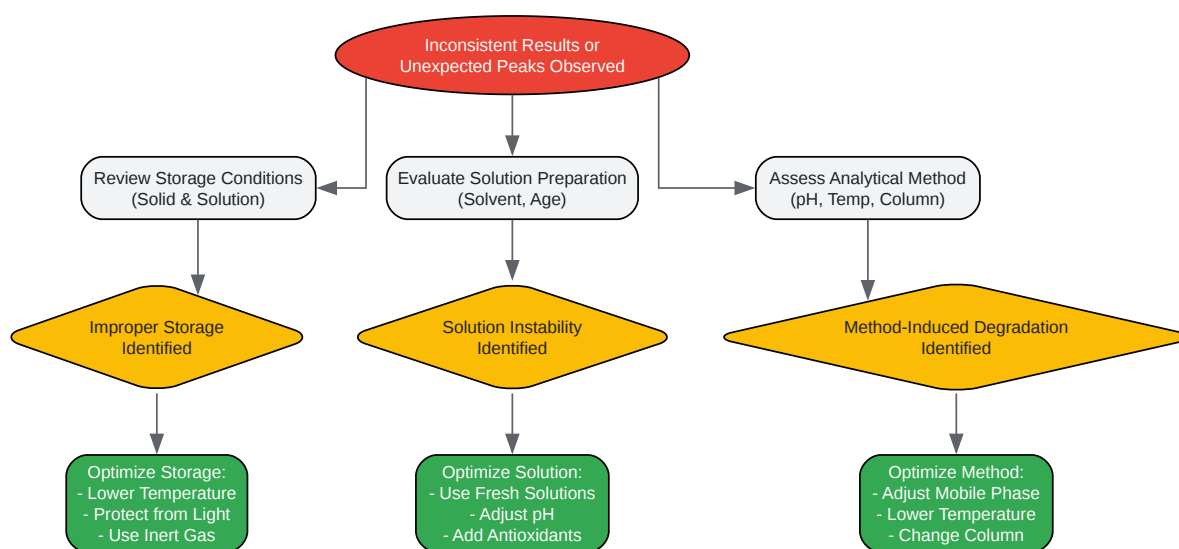 Inconsistent Results or
Unexpected Peaks Observed
Review Storage Conditions
(Solid & Solution)
Evaluate Solution Preparation
(Solvent, Age)
Assess Analytical Method
(pH, Temp, Column)
Improper Storage
Identified
Solution Instability
Identified
Method-Induced Degradation
Identified
Optimize Storage:
- Lower Temperature
- Protect from Light
- Use Inert Gas
Optimize Solution:
- Use Fresh Solutions
- Adjust pH
- Add Antioxidants
Optimize Method:
- Adjust Mobile Phase
- Lower Temperature
- Change Column